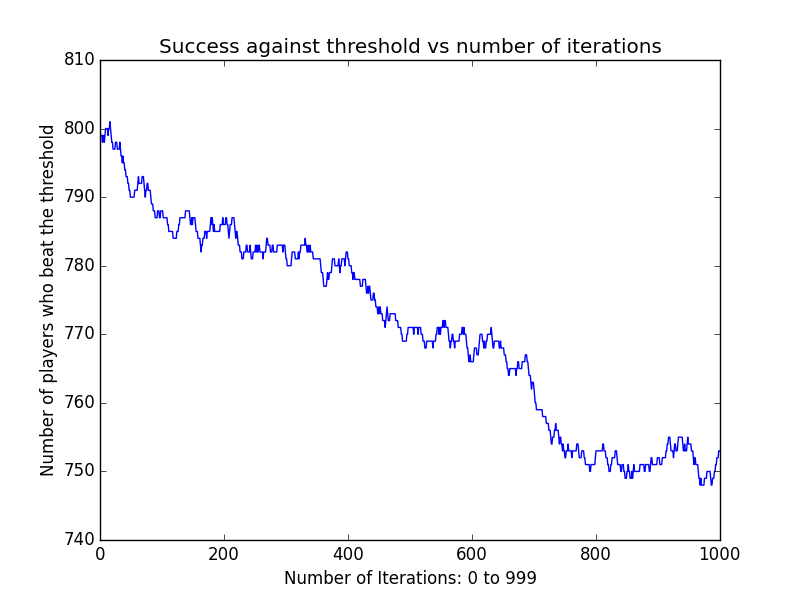 Success against threshold vs number of iterations
810
800
790
780
770
760
750
740
Number of players who beat the threshold
0 200 400 600 800 1000
Number of Iterations: 0 to 999